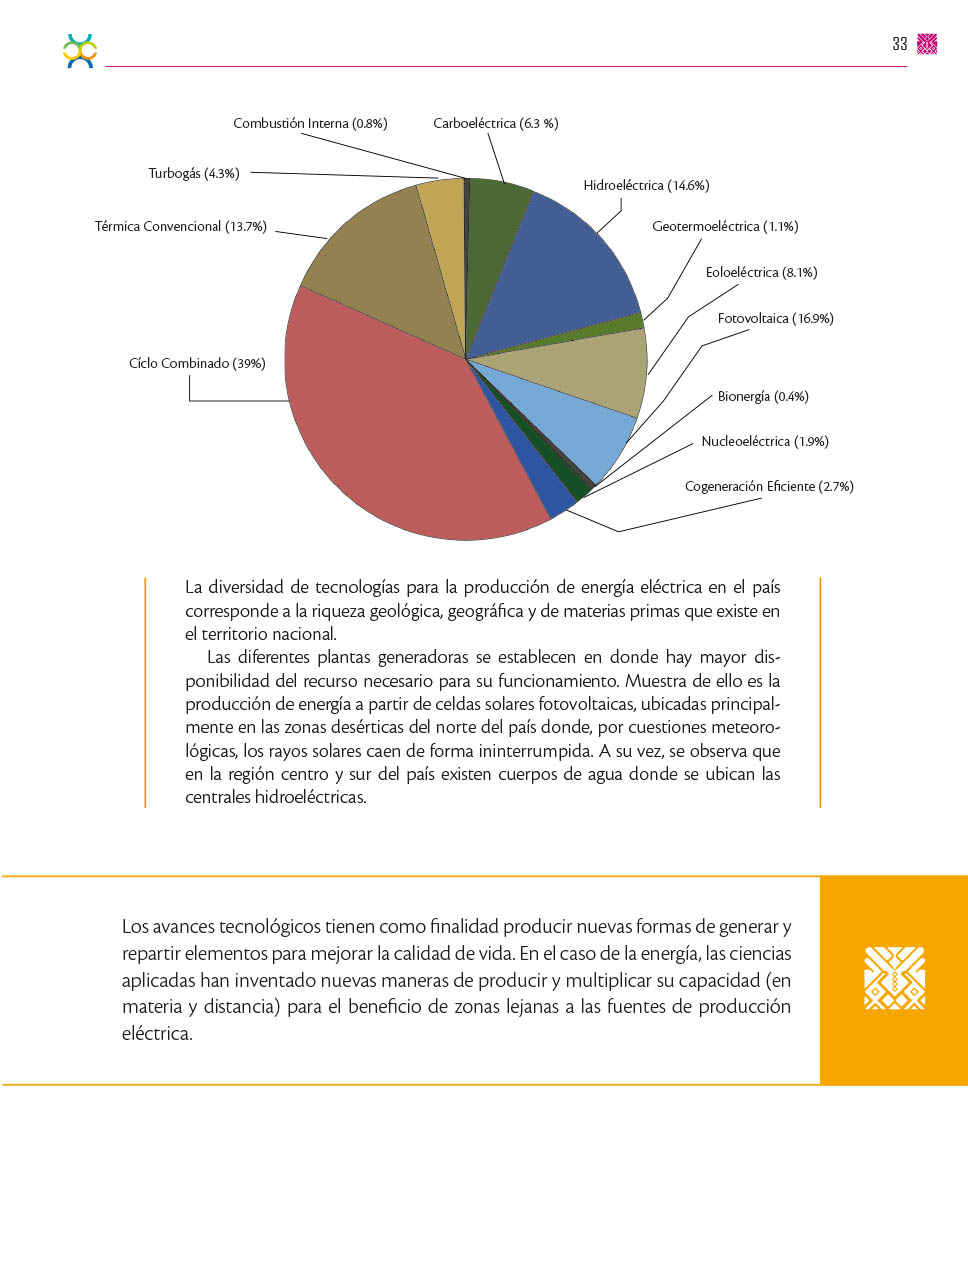 33
Combustión Interna (0.8%)
Carboeléctrica (6.3 %)
Turbogás (4.3%)
Hidroeléctrica (14.6%)
Térmica Convencional (13.7%)
Geotermoeléctrica (1.1%)
Eoloeléctrica (8.1%)
Fotovoltaica (16.9%)
Cíclo Combinado (39%)
Bionergía (0.4%)
Nucleoeléctrica (1.9%)
Cogeneración Eficiente (2.7%)
La diversidad de tecnologías para la producción de energía eléctrica en el país
corresponde a la riqueza geológica, geográfica y de materias primas que existe en
el territorio nacional.
Las diferentes plantas generadoras se establecen en donde hay mayor dis-
ponibilidad del recurso necesario para su funcionamiento. Muestra de ello es la
producción de energía a partir de celdas solares fotovoltaicas, ubicadas principal-
mente en las zonas desérticas del norte del país donde, por cuestiones meteoro-
lógicas, los rayos solares caen de forma ininterrumpida. A su vez, se observa que
en la región centro y sur del país existen cuerpos de agua donde se ubican las
centrales hidroeléctricas.
Los avances tecnológicos tienen como finalidad producir nuevas formas de generar y
repartir elementos para mejorar la calidad de vida. En el caso de la energía, las ciencias
aplicadas han inventado nuevas maneras de producir y multiplicar su capacidad (en
materia y distancia) para el beneficio de zonas lejanas a las fuentes de producción
eléctrica.